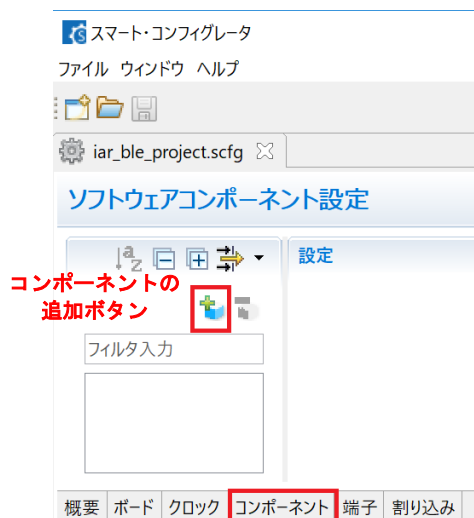 スマート・コンフィグレータ
ファイル ウィンドウ ヘルプ
iar_ble_project.scfg
ソフトウェアコンポーネント設定
設定
コンポーネントの
追加ボタン
フィルタ入力
概要 ボード クロック コンポーネント 端子 割り込み